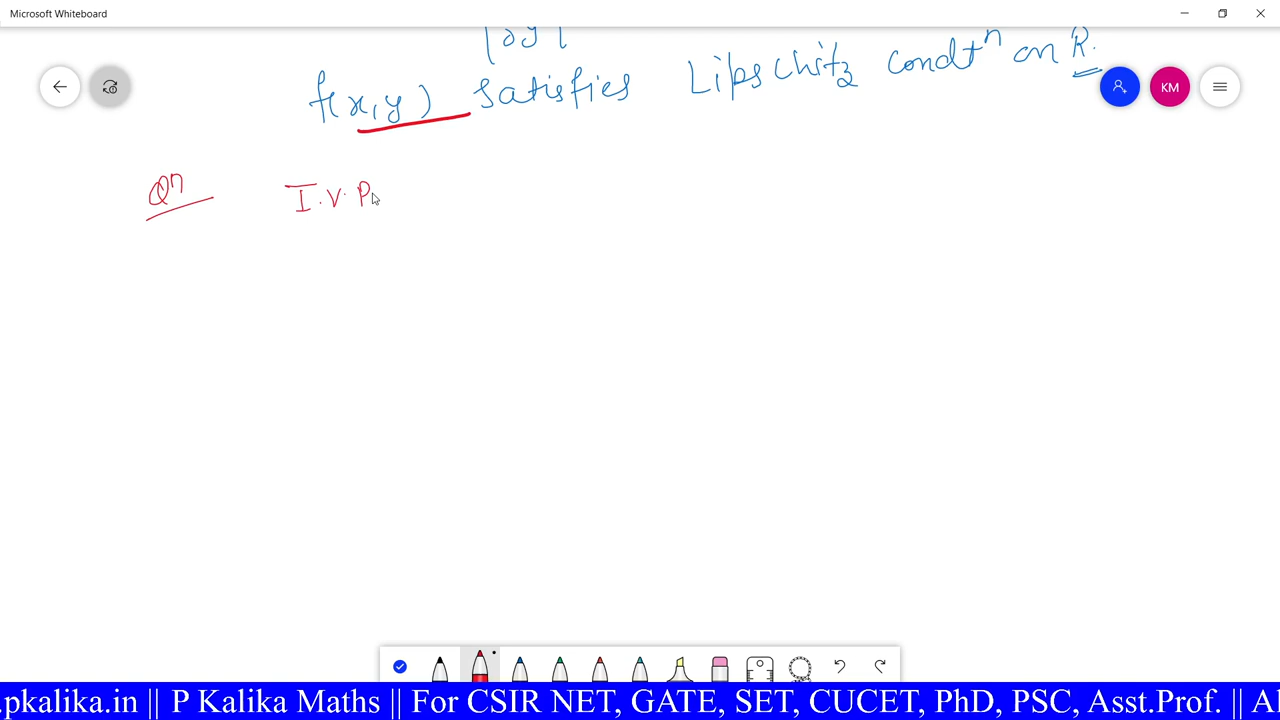 Microsoft Whiteboard
f(x,y) satisfies Lipschitz condtⁿ on R.
KM
Qⁿ I.V.P
.pkalika.in || P Kalika Maths || For CSIR NET, GATE, SET, CUCET, PhD, PSC, Asst.Prof. || A